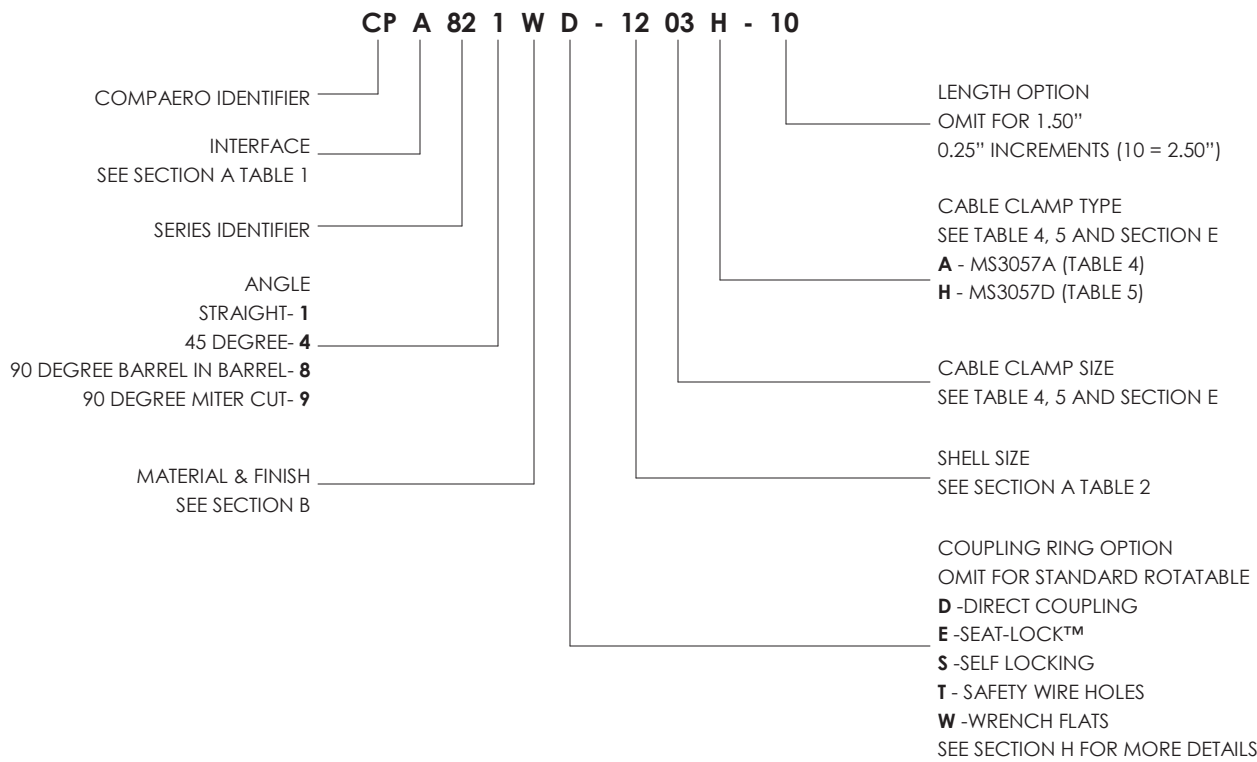 CP A 82 1 W D - 12 03 H - 10
COMPAERO IDENTIFIER
INTERFACE
SEE SECTION A TABLE 1
SERIES IDENTIFIER
ANGLE
STRAIGHT- 1
45 DEGREE- 4
90 DEGREE BARREL IN BARREL- 8
90 DEGREE MITER CUT- 9
MATERIAL & FINISH
SEE SECTION B
LENGTH OPTION
OMIT FOR 1.50”
0.25” INCREMENTS (10 = 2.50”)
CABLE CLAMP TYPE
SEE TABLE 4, 5 AND SECTION E
A - MS3057A (TABLE 4)
H - MS3057D (TABLE 5)
CABLE CLAMP SIZE
SEE TABLE 4, 5 AND SECTION E
SHELL SIZE
SEE SECTION A TABLE 2
COUPLING RING OPTION
OMIT FOR STANDARD ROTATABLE
D -DIRECT COUPLING
E -SEAT-LOCK™
S -SELF LOCKING
T - SAFETY WIRE HOLES
W -WRENCH FLATS
SEE SECTION H FOR MORE DETAILS